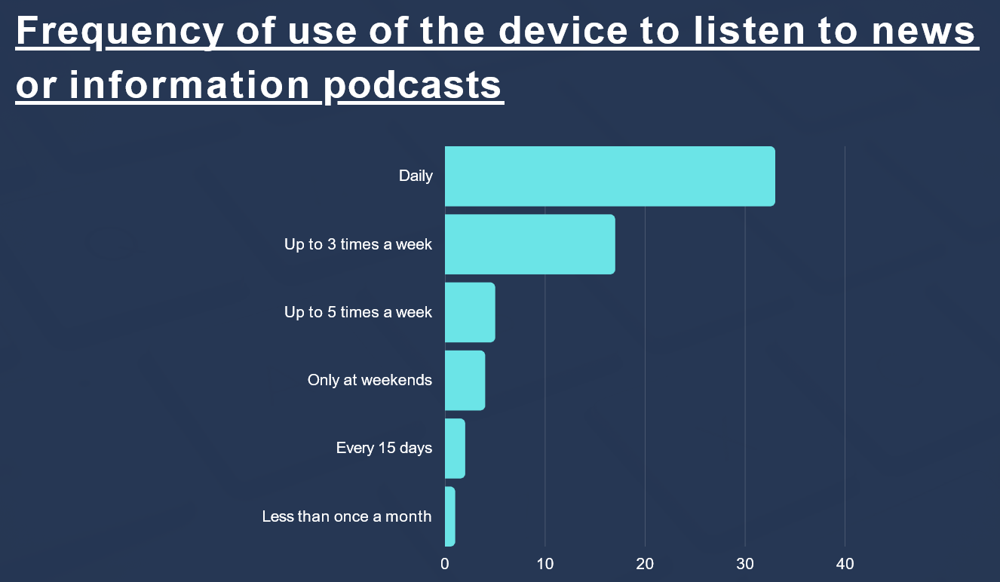 Frequency of use of the device to listen to news
or information podcasts
Daily
Up to 3 times a week
Up to 5 times a week
Only at weekends
Every 15 days
Less than once a month
0 10 20 30 40